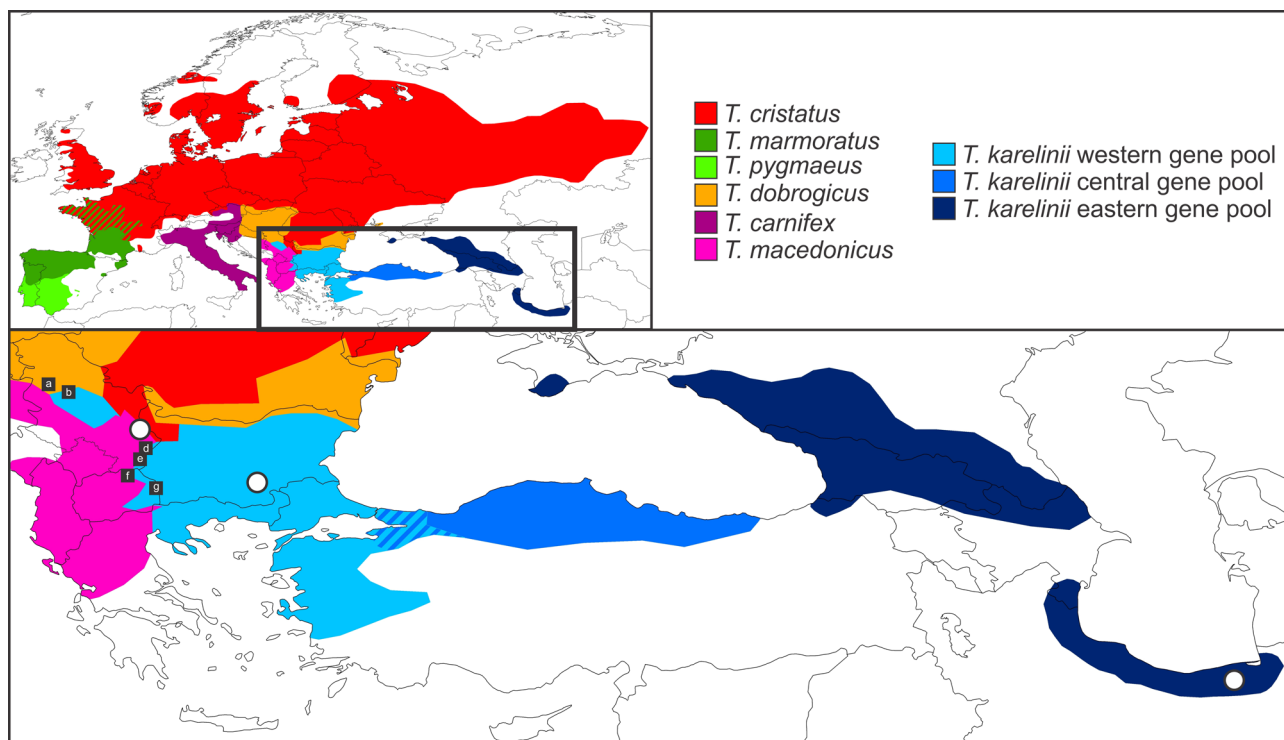 T. cristatus
T. marmoratus
T. pygmaeus
T. dobrogicus
T. carnifex
T. macedonicus
T. karelinii western gene pool
T. karelinii central gene pool
T. karelinii eastern gene pool
a
b
d
e
f
g